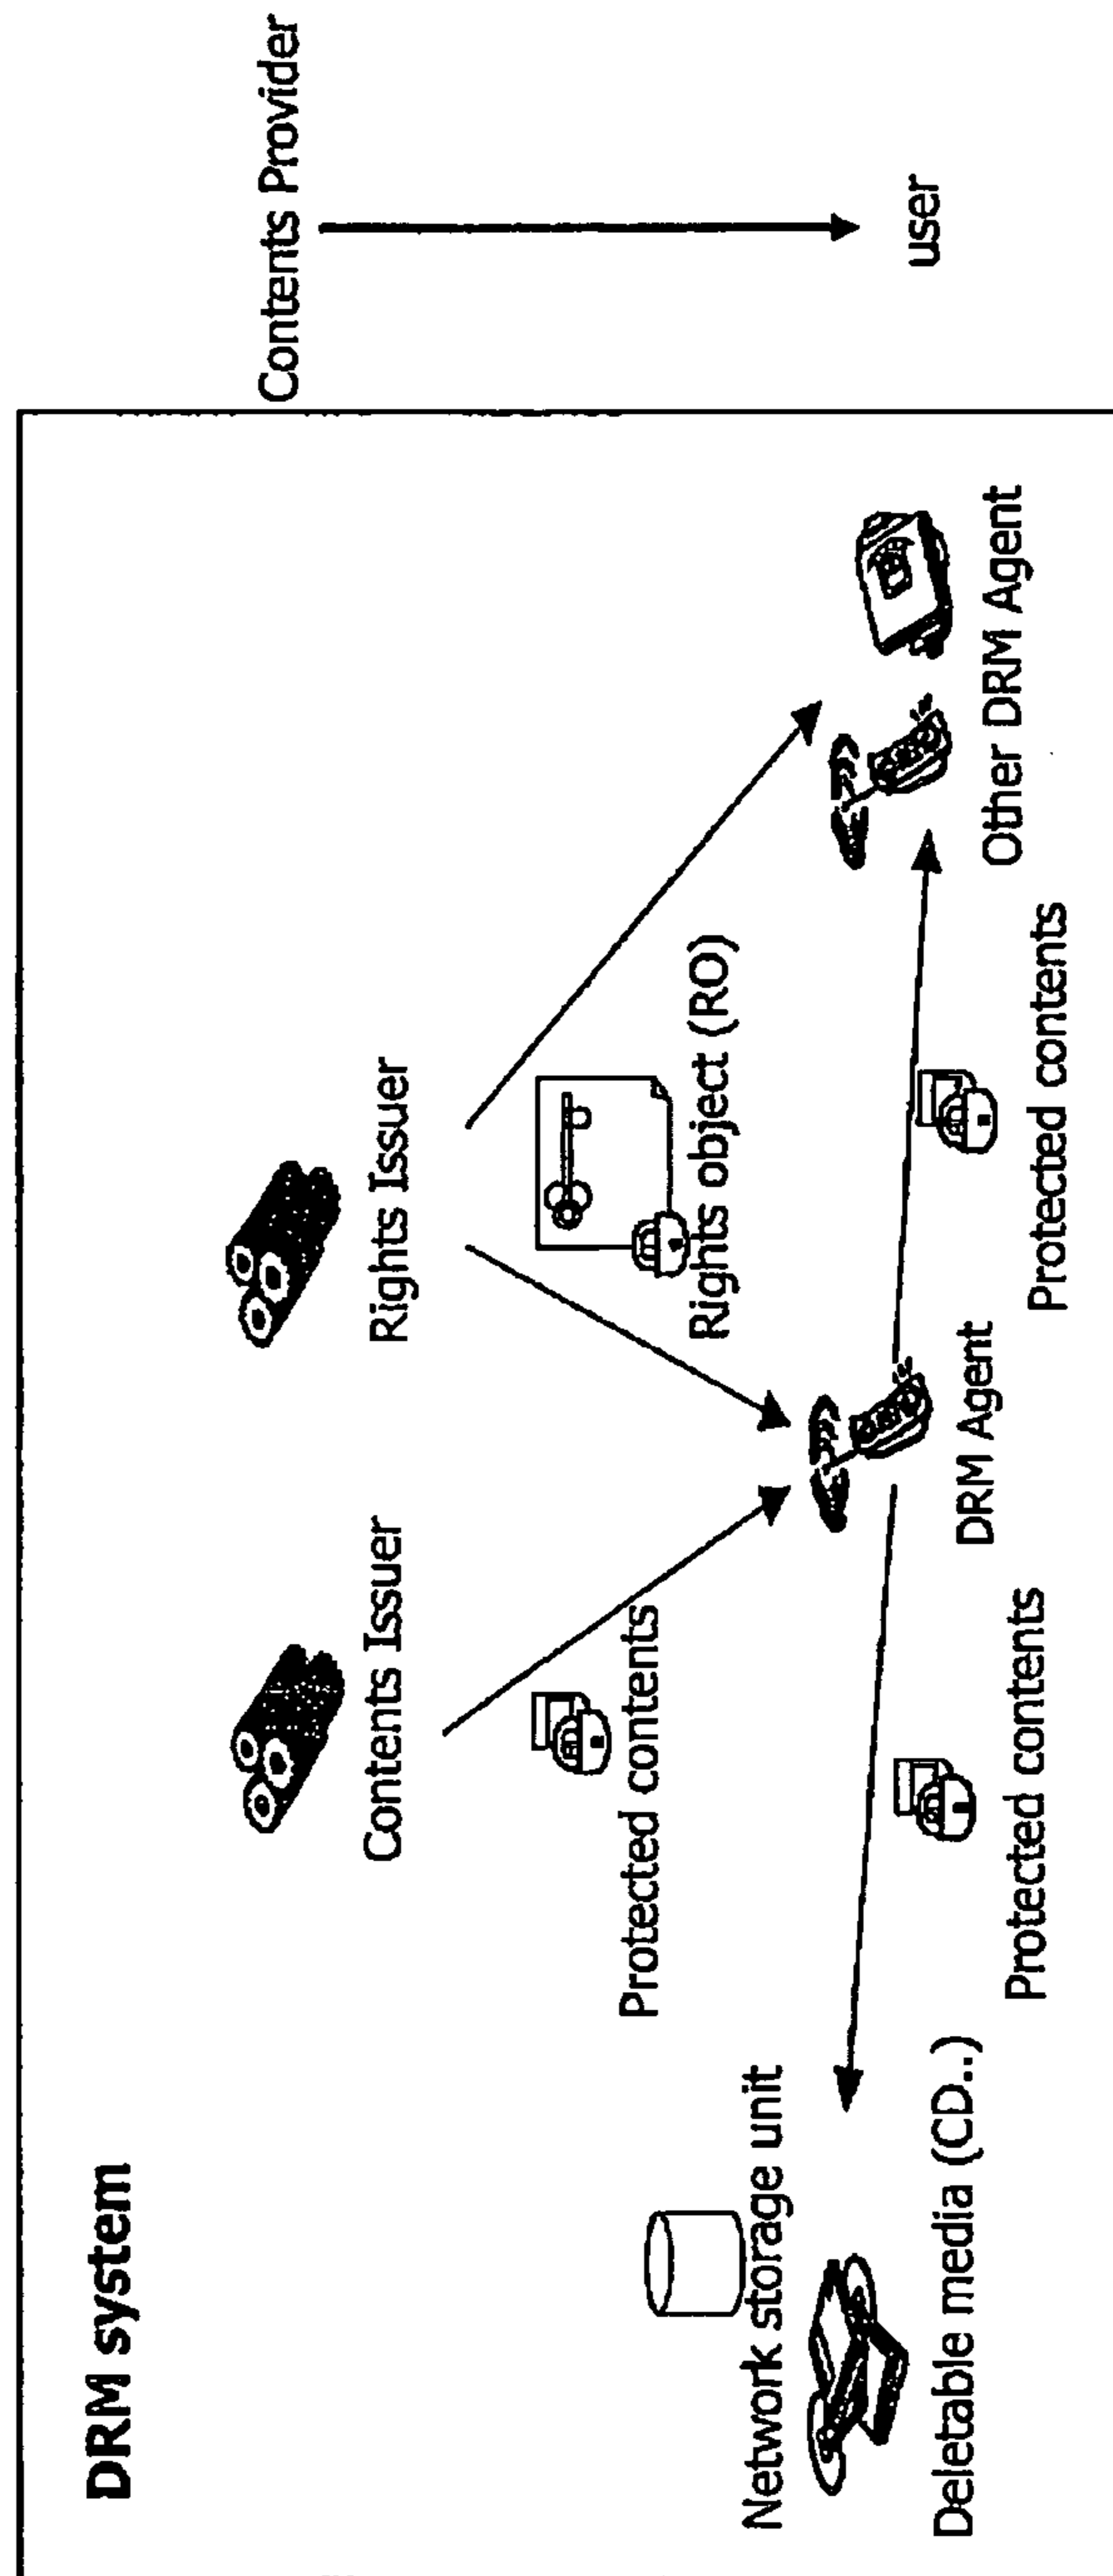 DRM system
Contents Issuer
Rights Issuer
Contents Provider
Protected contents
Rights object (RO)
Network storage unit
Deletable media (CD..)
DRM Agent
Other DRM Agent
user
Protected contents
Protected contents